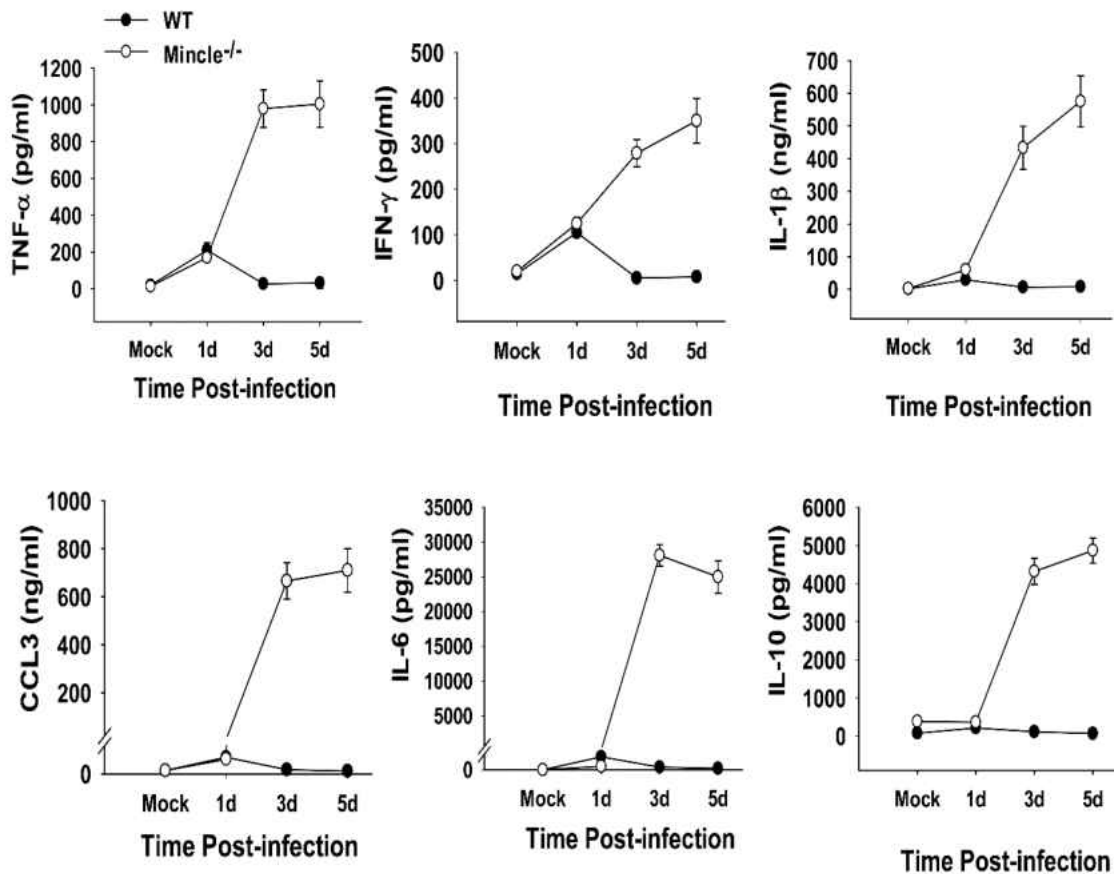 WT
Mincle-/-
TNF-α (pg/ml)
1200
1000
800
600
400
200
0
Mock 1d 3d 5d
Time Post-infection
IFN-γ (pg/ml)
500
400
300
200
100
0
Mock 1d 3d 5d
Time Post-infection
IL-1β (ng/ml)
700
600
500
400
300
200
100
0
Mock 1d 3d 5d
Time Post-infection
CCL3 (ng/ml)
1000
800
600
400
200
0
Mock 1d 3d 5d
Time Post-infection
IL-6 (pg/ml)
35000
30000
25000
20000
15000
10000
5000
0
Mock 1d 3d 5d
Time Post-infection
IL-10 (pg/ml)
6000
5000
4000
3000
2000
1000
0
Mock 1d 3d 5d
Time Post-infection